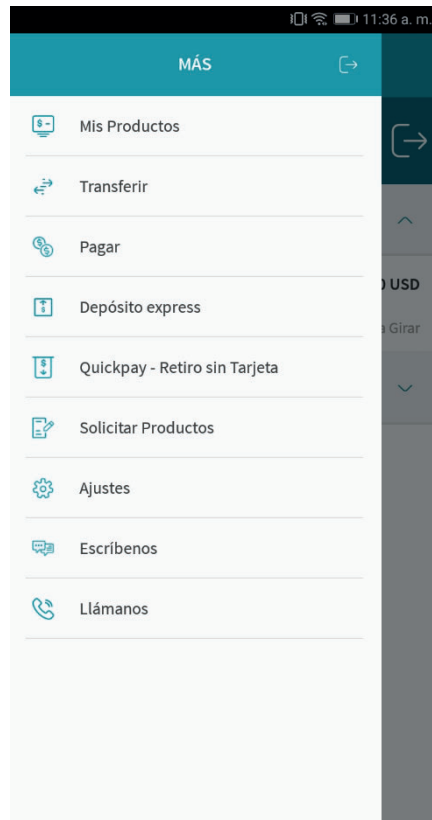 11:36 a. m.
MÁS
Mis Productos
Transferir
Pagar
Depósito express
USD
a Girar
Quickpay - Retiro sin Tarjeta
Solicitar Productos
Ajustes
Escríbenos
Llámanos